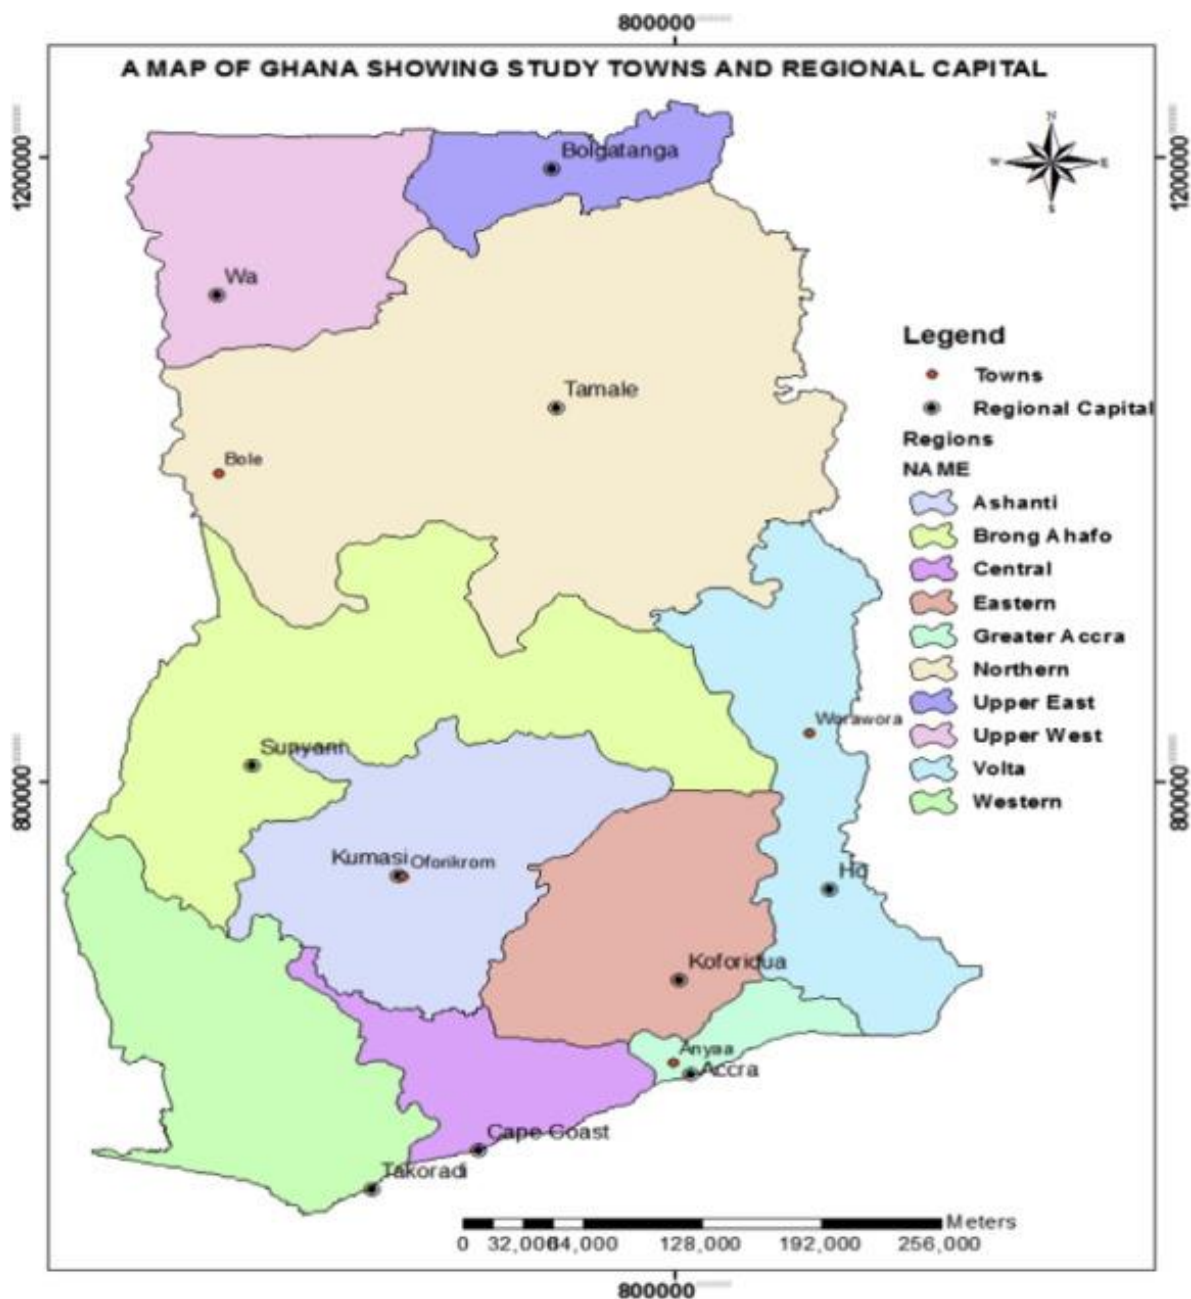 800000
A MAP OF GHANA SHOWING STUDY TOWNS AND REGIONAL CAPITAL
1200000
1200000
N
W
E
S
Bolgatanga
Wa
Legend
Towns
Regional Capital
Regions
NAME
Ashanti
Brong Ahafo
Central
Eastern
Greater Accra
Northern
Upper East
Upper West
Volta
Western
Tamale
Bole
Worawora
Sunyani
800000
800000
Kumasi
Oforikrom
Ho
Koforidua
Anyaa
Accra
Cape Coast
Takoradi
Meters
0 32,000 64,000 128,000 192,000 256,000
800000